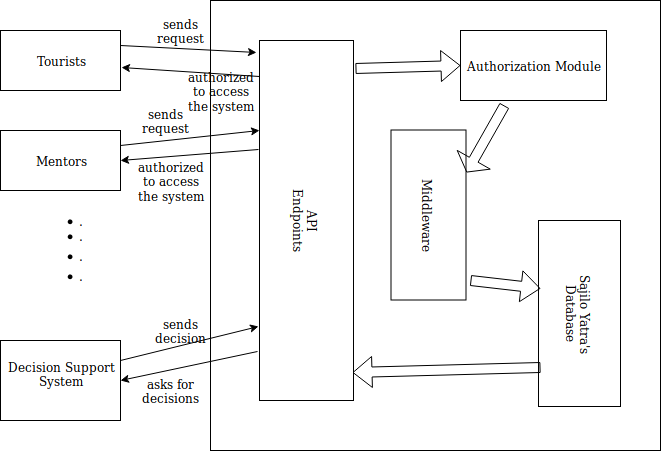 sends
request
Tourists
authorized
to access
the system
Authorization Module
sends
request
Mentors
authorized
to access
the system
API
Endpoints
Middleware
Sajilo Yatra's
Database
• .
• .
• .
• .
sends
decision
Decision Support
System
asks for
decisions